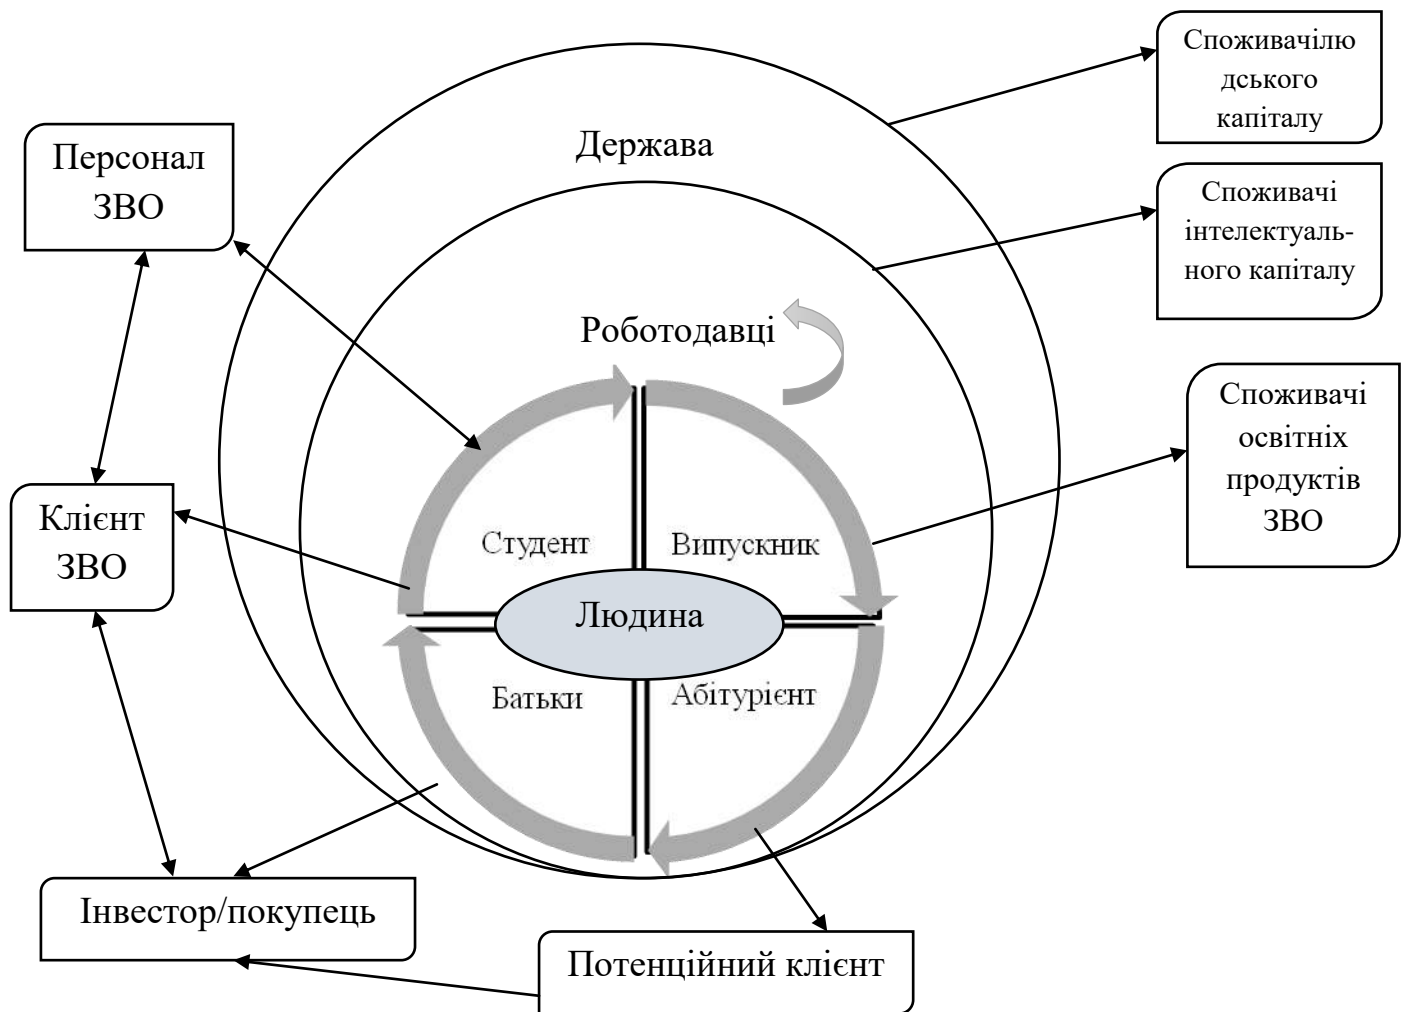 Споживачілю
дського
капіталу
Держава
Персонал
ЗВО
Споживачі
інтелектуаль-
ного капіталу
Роботодавці
Споживачі
освітніх
продуктів
ЗВО
Клієнт
ЗВО
Студент
Випускник
Людина
Батьки
Абітурієнт
Інвестор/покупець
Потенційний клієнт